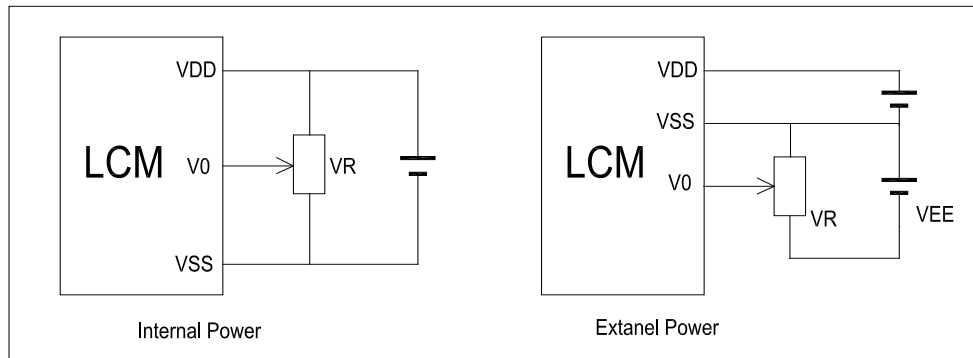 VDD
LCM
V0
VR
VSS
Internal Power
VDD
VSS
LCM
V0
VR
VEE
Extanel Power